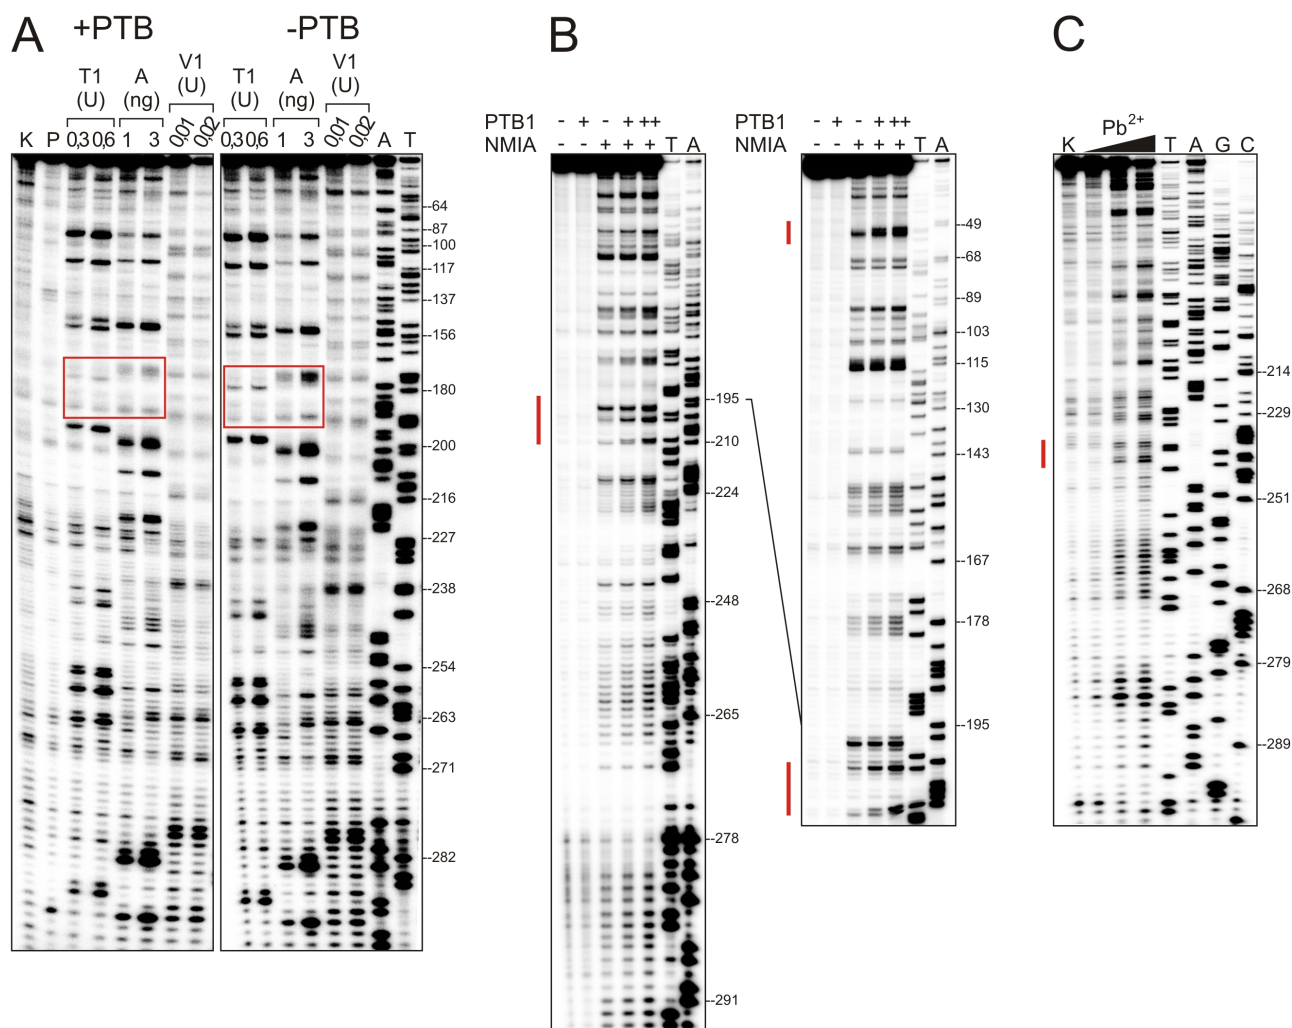 A
+PTB
-PTB
T1
(U)
A
(ng)
V1
(U)
T1
(U)
A
(ng)
V1
(U)
K P 0,3 0,6 1 3 0,01 0,02 0,3 0,6 1 3 0,01 0,02 A T
-64
-87
-100
-117
-137
-156
-180
-200
-216
-227
-238
-254
-263
-271
-282
B
PTB1 - + - + ++
NMIA - - + + + T A
-195
-210
-224
-248
-265
-278
-291
PTB1 - + - + ++
NMIA - - + + + T A
-49
-68
-89
-103
-115
-130
-143
-167
-178
-195
C
K Pb2+ T A G C
-214
-229
-251
-268
-279
-289